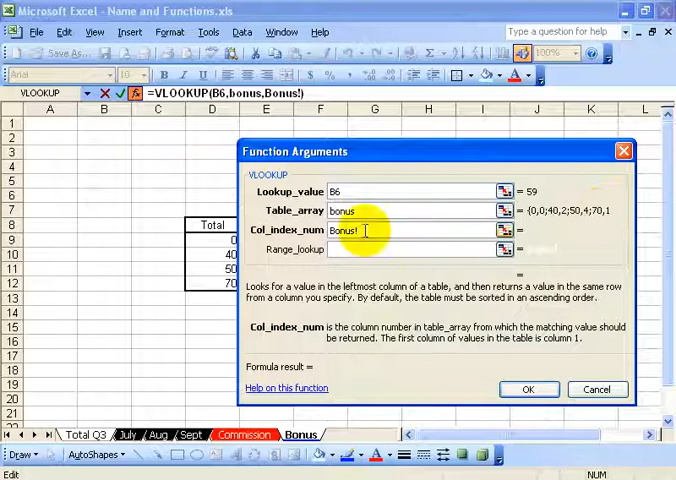 Microsoft Excel - Name and Functions.xls
File Edit View Insert Format Tools Data Window Help Type a question for help
Save As... Σ 100%
Arial 10 B I U $ %
VLOOKUP =VLOOKUP(B6,bonus,Bonus!)
A B C D E F G H I J K
1
2
3
4
5
6
7
8 Total
9 0
10 40
11 50
12 70
13
14
15
16
17
18
19
20
21
Function Arguments
VLOOKUP
Lookup_value B6 = 59
Table_array bonus = {0,0;40,2;50,4;70,1
Col_index_num Bonus! =
Range_lookup =
=
Looks for a value in the leftmost column of a table, and then returns a value in the same row
from a column you specify. By default, the table must be sorted in an ascending order.
Col_index_num is the column number in table_array from which the matching value should
be returned. The first column of values in the table is column 1.
Formula result =
Help on this function OK Cancel
Total Q3 July Aug Sept Commission Bonus
Draw AutoShapes A
Edit NUM